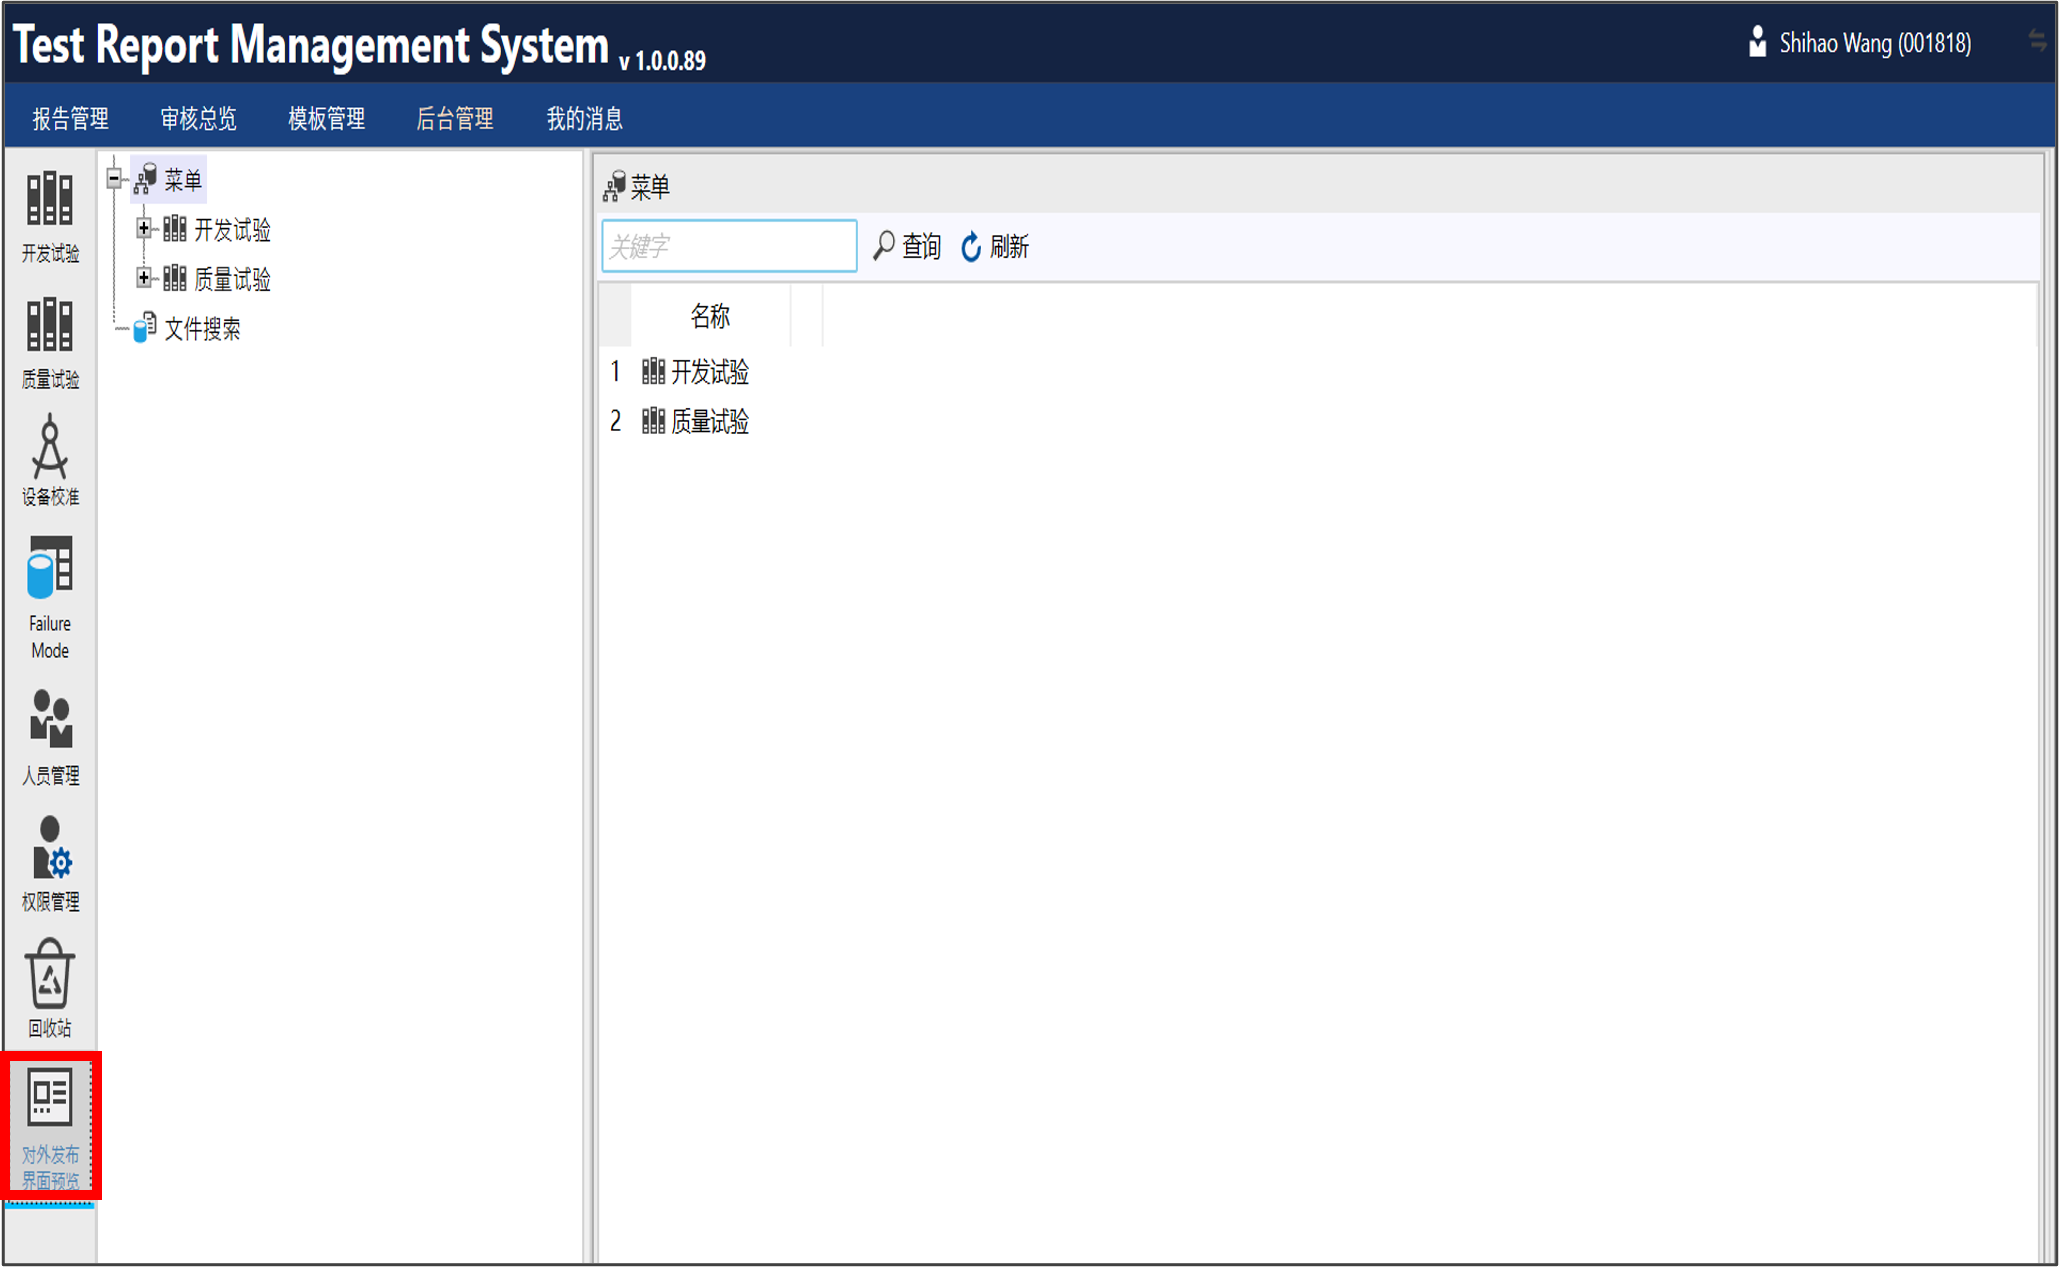 Test Report Management System v 1.0.0.89
Shihao Wang (001818)
报告管理 审核总览 模板管理 后台管理 我的消息
开发试验
质量试验
设备校准
Failure
Mode
人员管理
权限管理
回收站
对外发布
界面预览
菜单
开发试验
质量试验
文件搜索
菜单
关键字 查询 刷新
名称
1 开发试验
2 质量试验